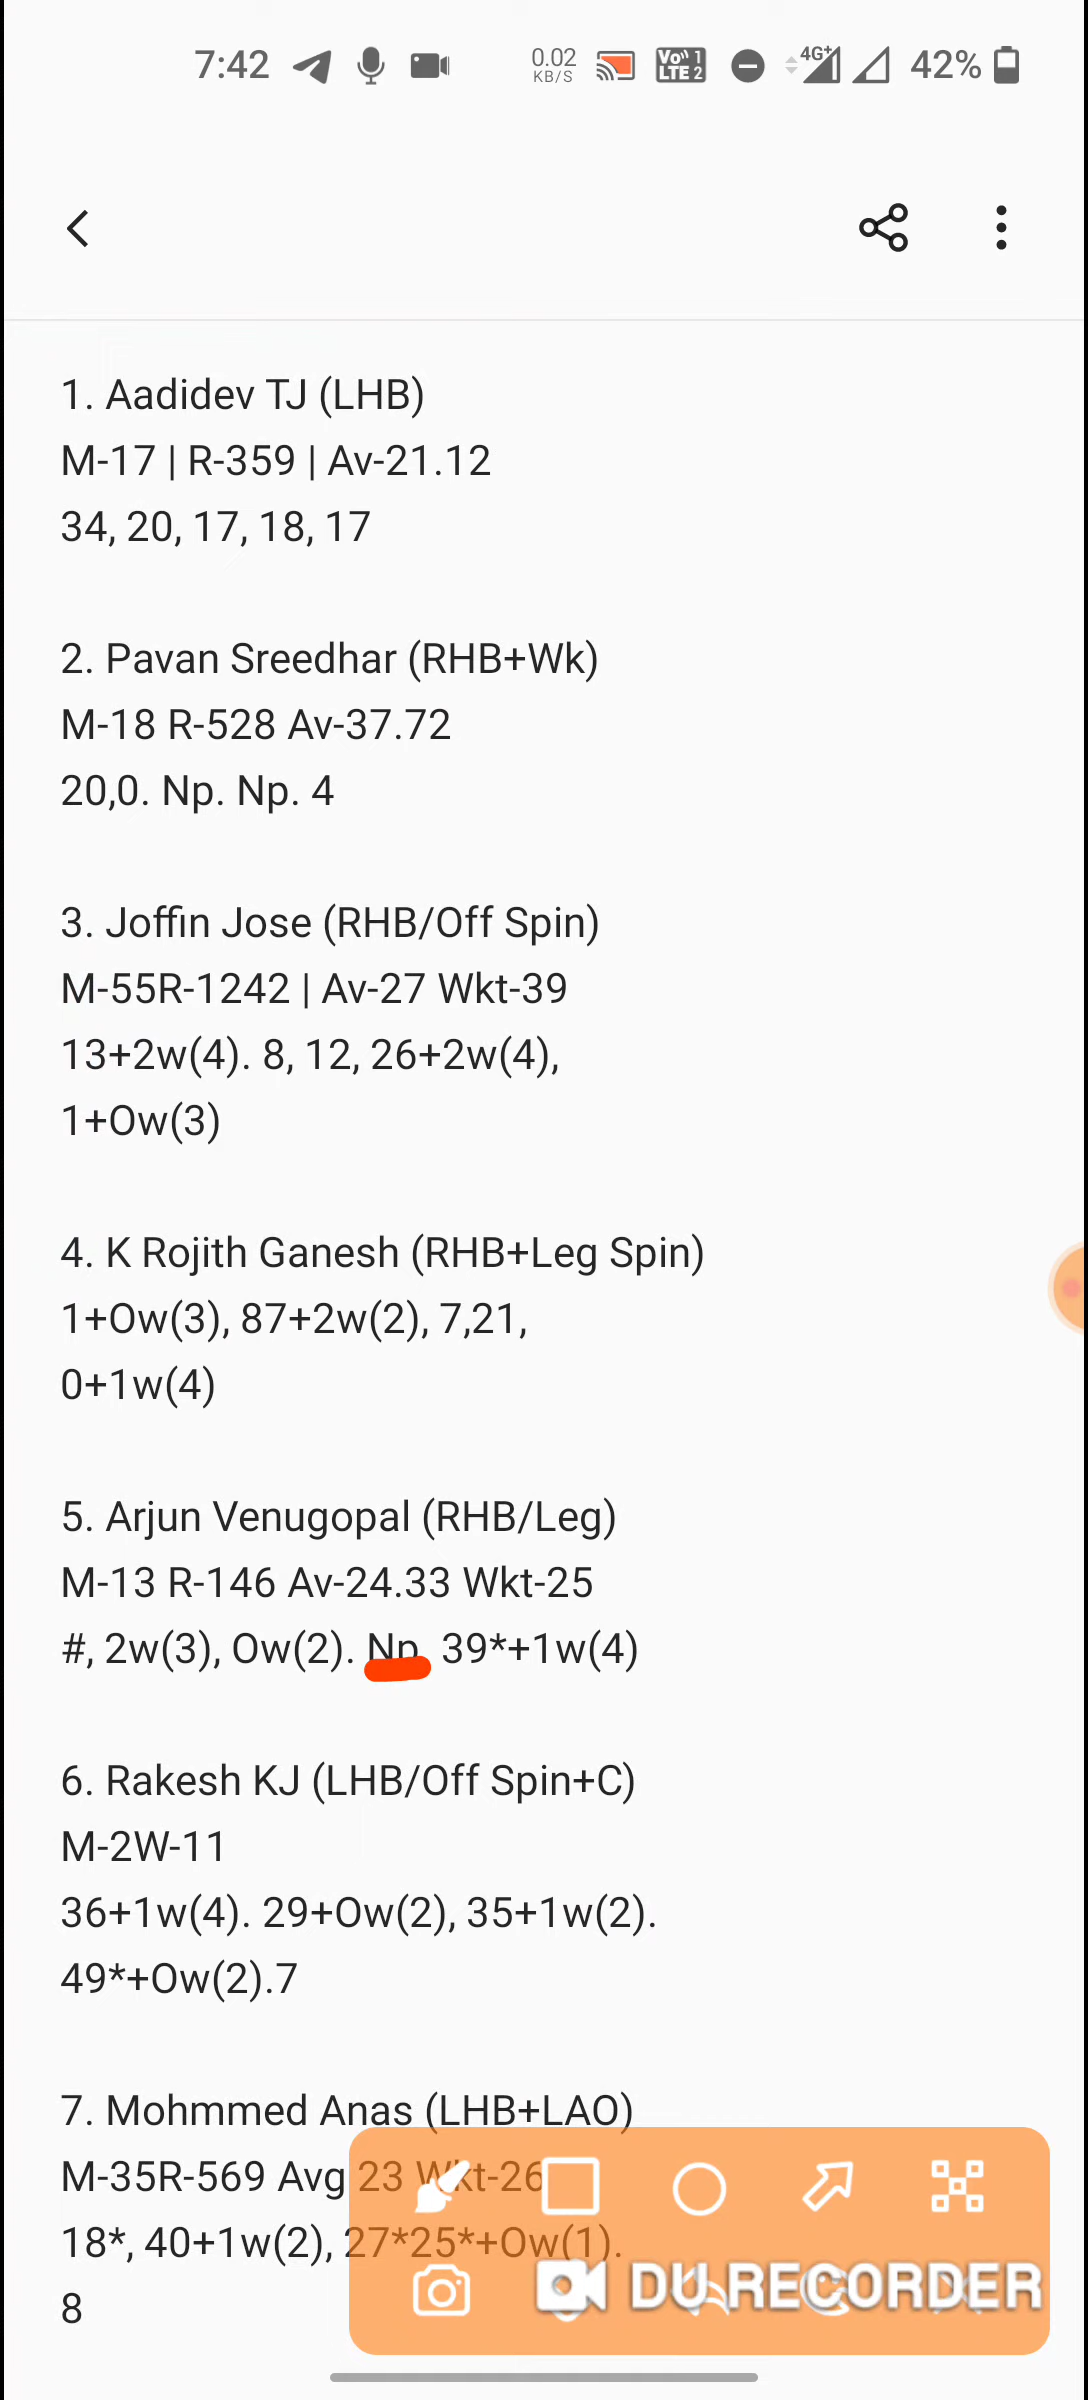 7:42
0.02
KB/S
Vo 1
LTE 2
4G+
42%
1. Aadidev TJ (LHB)
M-17 | R-359 | Av-21.12
34, 20, 17, 18, 17
2. Pavan Sreedhar (RHB+Wk)
M-18 R-528 Av-37.72
20,0. Np. Np. 4
3. Joffin Jose (RHB/Off Spin)
M-55R-1242 | Av-27 Wkt-39
13+2w(4). 8, 12, 26+2w(4),
1+Ow(3)
4. K Rojith Ganesh (RHB+Leg Spin)
1+Ow(3), 87+2w(2), 7,21,
0+1w(4)
5. Arjun Venugopal (RHB/Leg)
M-13 R-146 Av-24.33 Wkt-25
#, 2w(3), Ow(2). Np. 39*+1w(4)
6. Rakesh KJ (LHB/Off Spin+C)
M-2W-11
36+1w(4). 29+Ow(2), 35+1w(2).
49*+Ow(2).7
7. Mohmmed Anas (LHB+LAO)
M-35R-569 Avg 23 Wkt-26
18*, 40+1w(2), 27*25*+Ow(1).
8
DU RECORDER